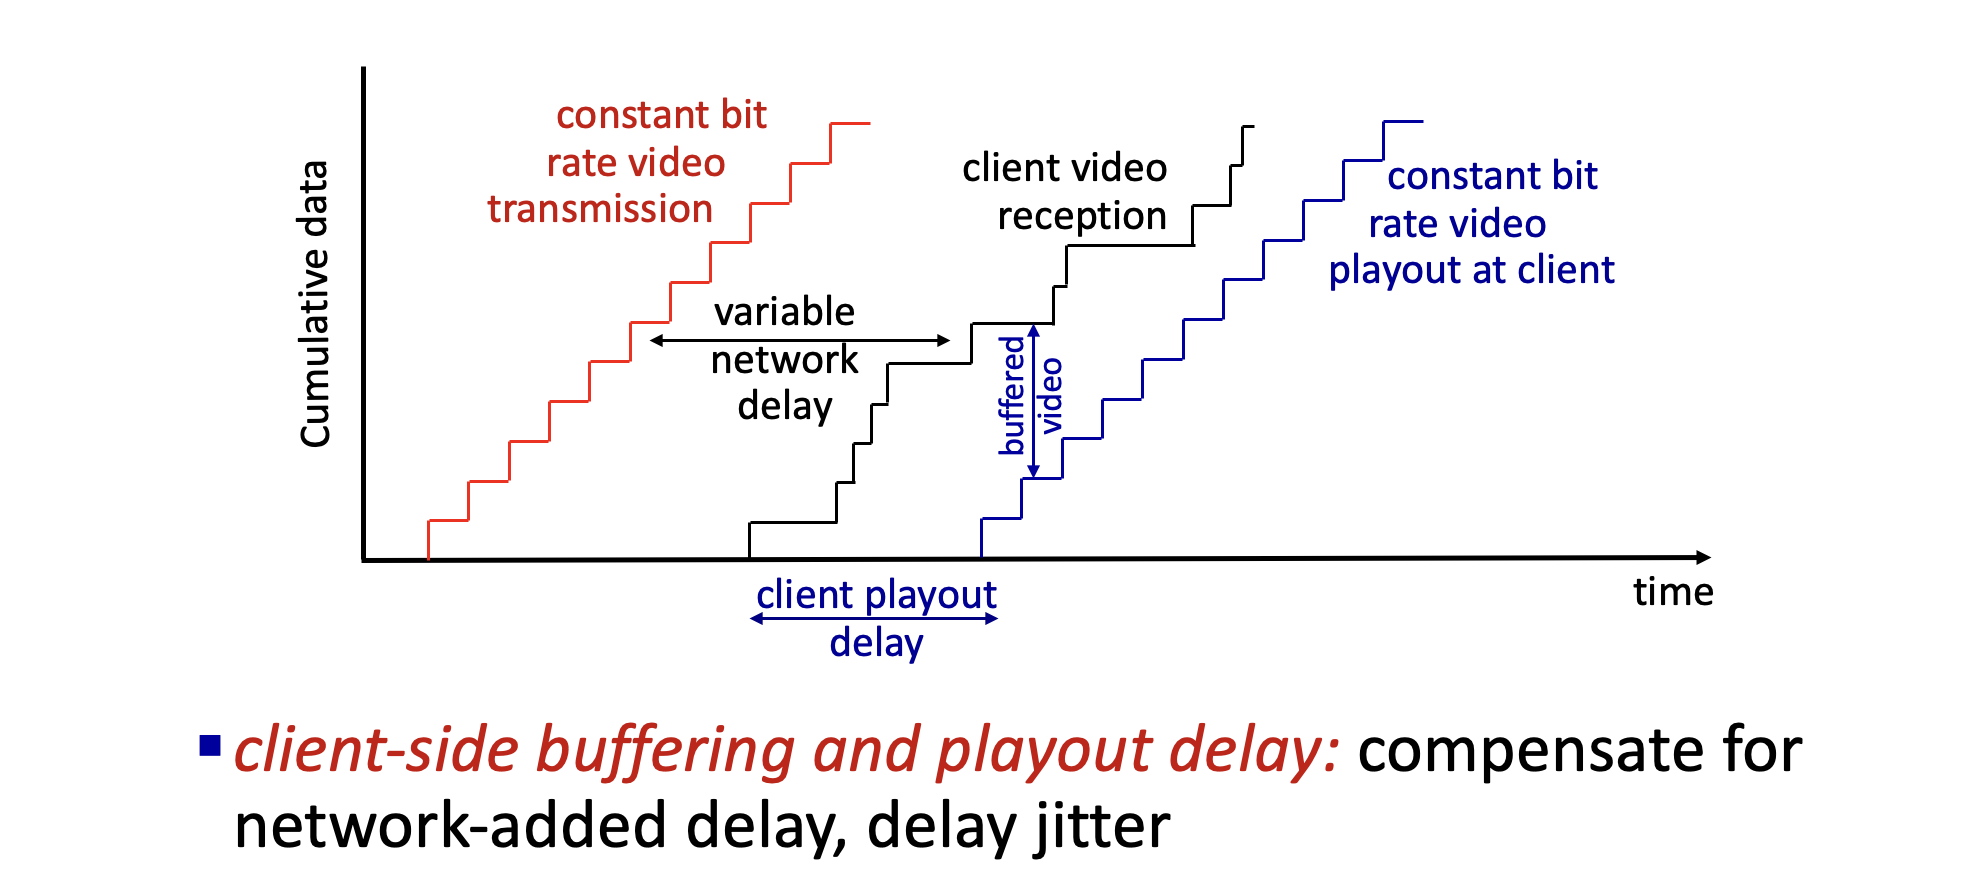 constant bit
rate video
transmission
Cumulative data
variable
network
delay
client video
reception
buffered
video
constant bit
rate video
playout at client
time
client playout
delay
client-side buffering and playout delay: compensate for
network-added delay, delay jitter